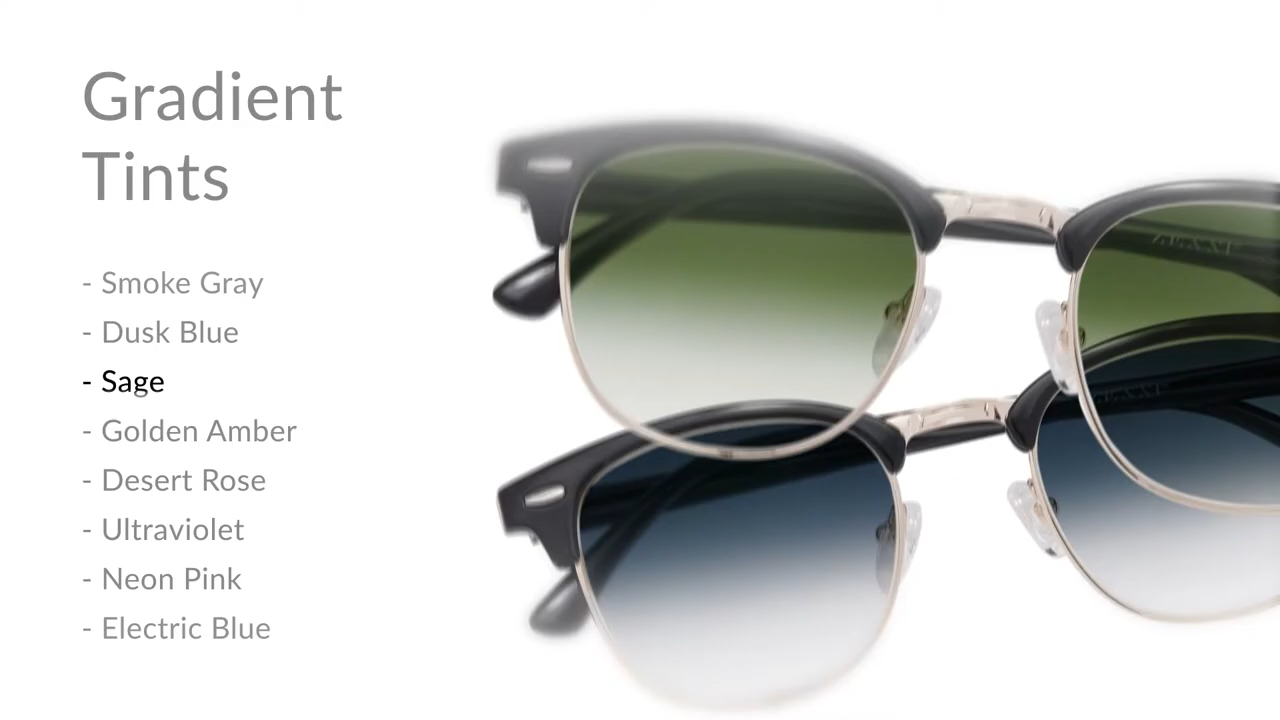 Gradient
Tints
- Smoke Gray
- Dusk Blue
- Sage
- Golden Amber
- Desert Rose
- Ultraviolet
- Neon Pink
- Electric Blue